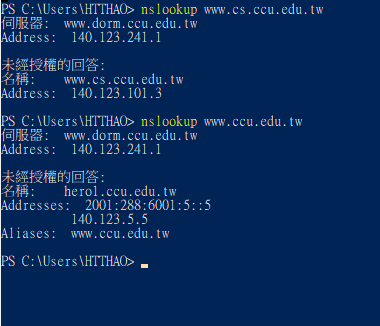 PS C:\Users\HTTHAO> nslookup www.cs.ccu.edu.tw
伺服器:  www.dorm.ccu.edu.tw
Address:  140.123.241.1
未經授權的回答:
名稱:    www.cs.ccu.edu.tw
Address:  140.123.101.3
PS C:\Users\HTTHAO> nslookup www.ccu.edu.tw
伺服器:  www.dorm.ccu.edu.tw
Address:  140.123.241.1
未經授權的回答:
名稱:    hero1.ccu.edu.tw
Addresses:  2001:288:6001:5::5
          140.123.5.5
Aliases:  www.ccu.edu.tw
PS C:\Users\HTTHAO>